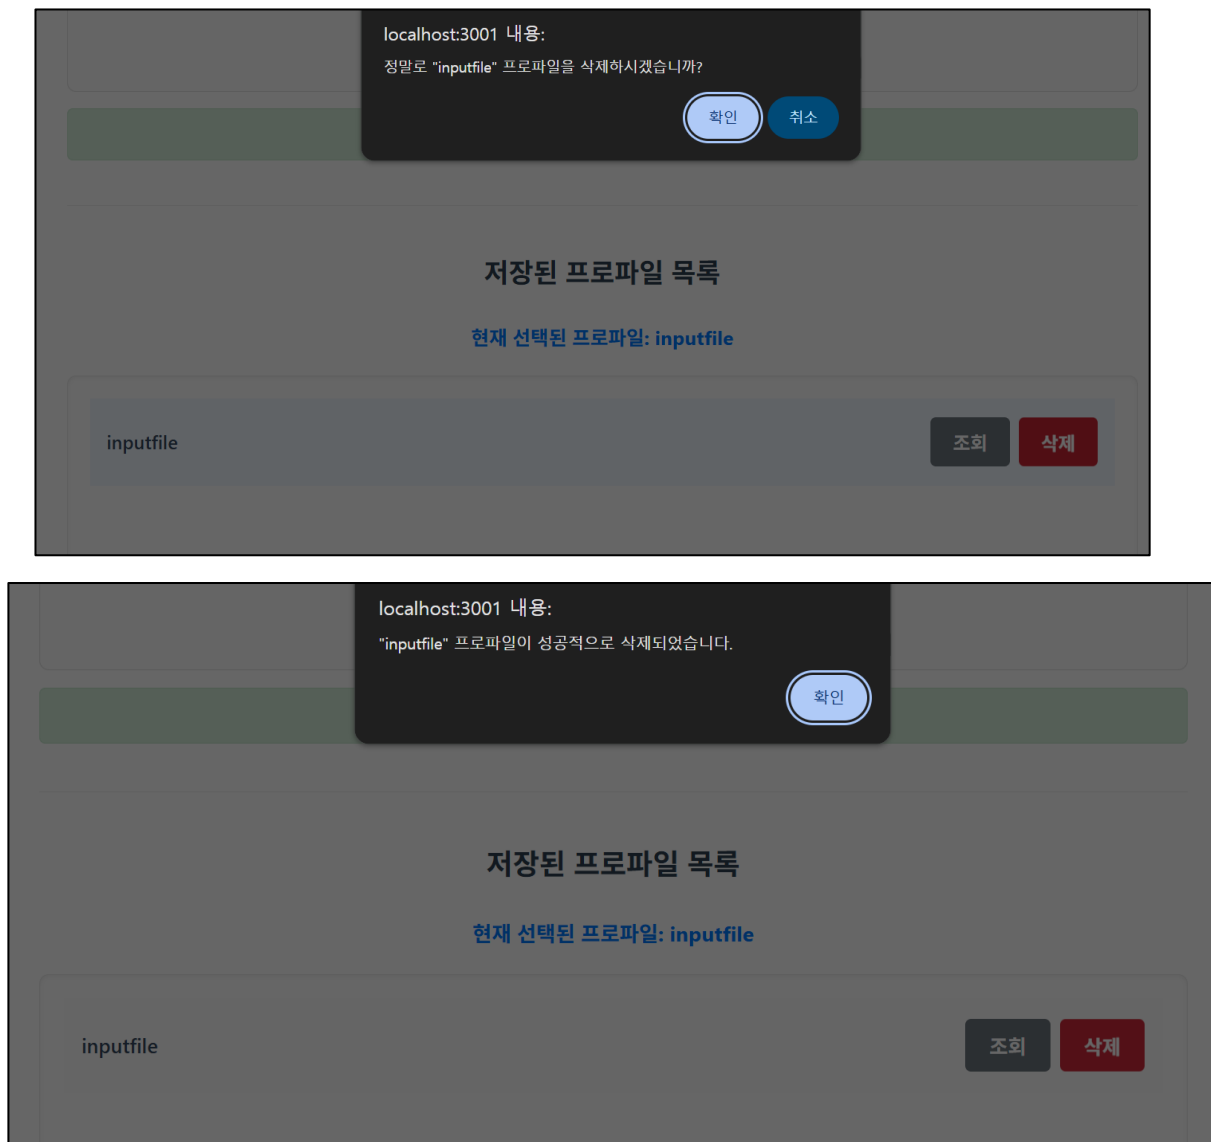 localhost:3001 내용:
정말로 "inputfile" 프로파일을 삭제하시겠습니까?
확인 취소
저장된 프로파일 목록
현재 선택된 프로파일: inputfile
inputfile 조회 삭제
localhost:3001 내용:
"inputfile" 프로파일이 성공적으로 삭제되었습니다.
확인
저장된 프로파일 목록
현재 선택된 프로파일: inputfile
inputfile 조회 삭제